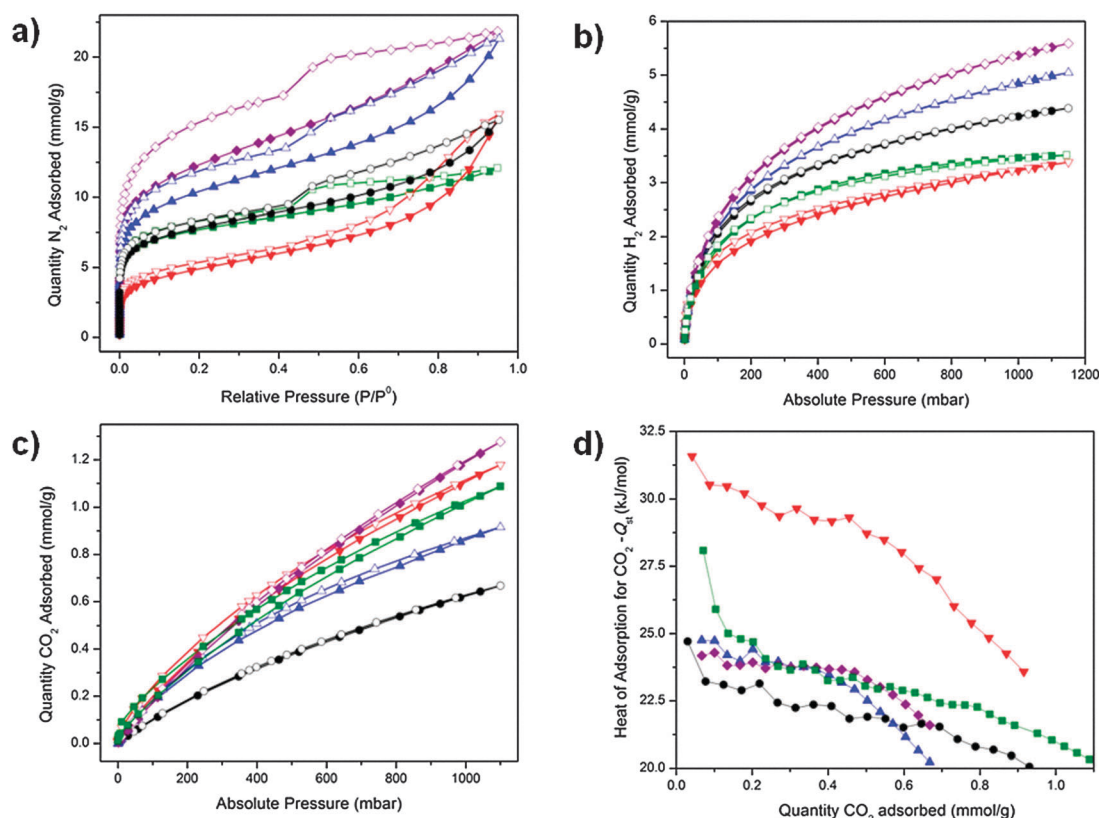 a)
Quantity N2 Adsorbed (mmol/g)
20
15
10
5
0
0.0 0.2 0.4 0.6 0.8 1.0
Relative Pressure (P/P0)
b)
Quantity H2 Adsorbed (mmol/g)
6
5
4
3
2
1
0
0 200 400 600 800 1000 1200
Absolute Pressure (mbar)
c)
Quantity CO2 Adsorbed (mmol/g)
1.2
1.0
0.8
0.6
0.4
0.2
0.0
0 200 400 600 800 1000
Absolute Pressure (mbar)
d)
Heat of Adsorption for CO2 -Qst (kJ/mol)
32.5
30.0
27.5
25.0
22.5
20.0
0.0 0.2 0.4 0.6 0.8 1.0
Quantity CO2 adsorbed (mmol/g)